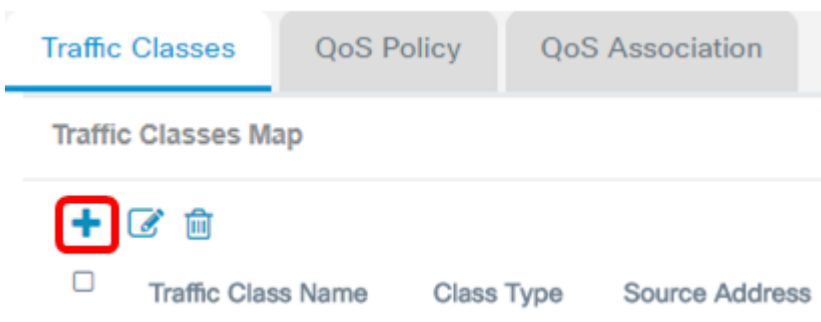 Traffic Classes QoS Policy QoS Association
Traffic Classes Map
Traffic Class Name Class Type Source Address